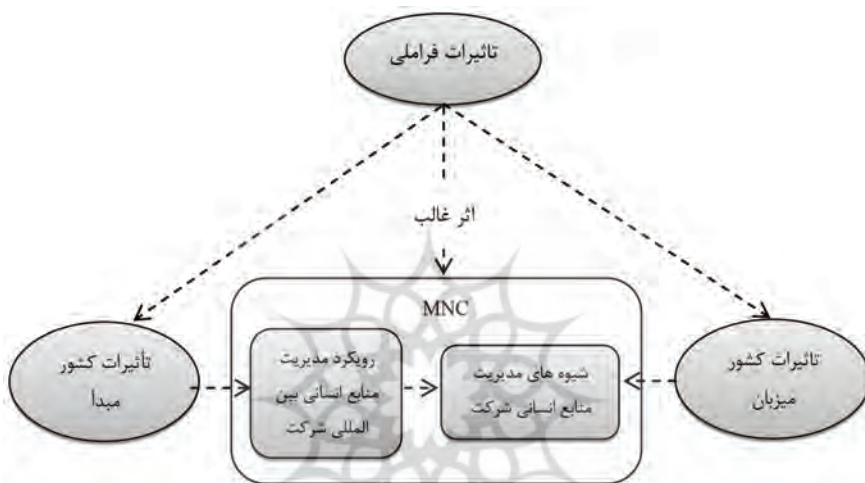 تاثیرات فراملی
اثر غالب
MNC
تاثیرات کشور
میزبان
شیوه های مدیریت
منابع انسانی شرکت
رویکرد مدیریت
منابع انسانی بین
المللی شرکت
تأثیرات کشور
مبدأ